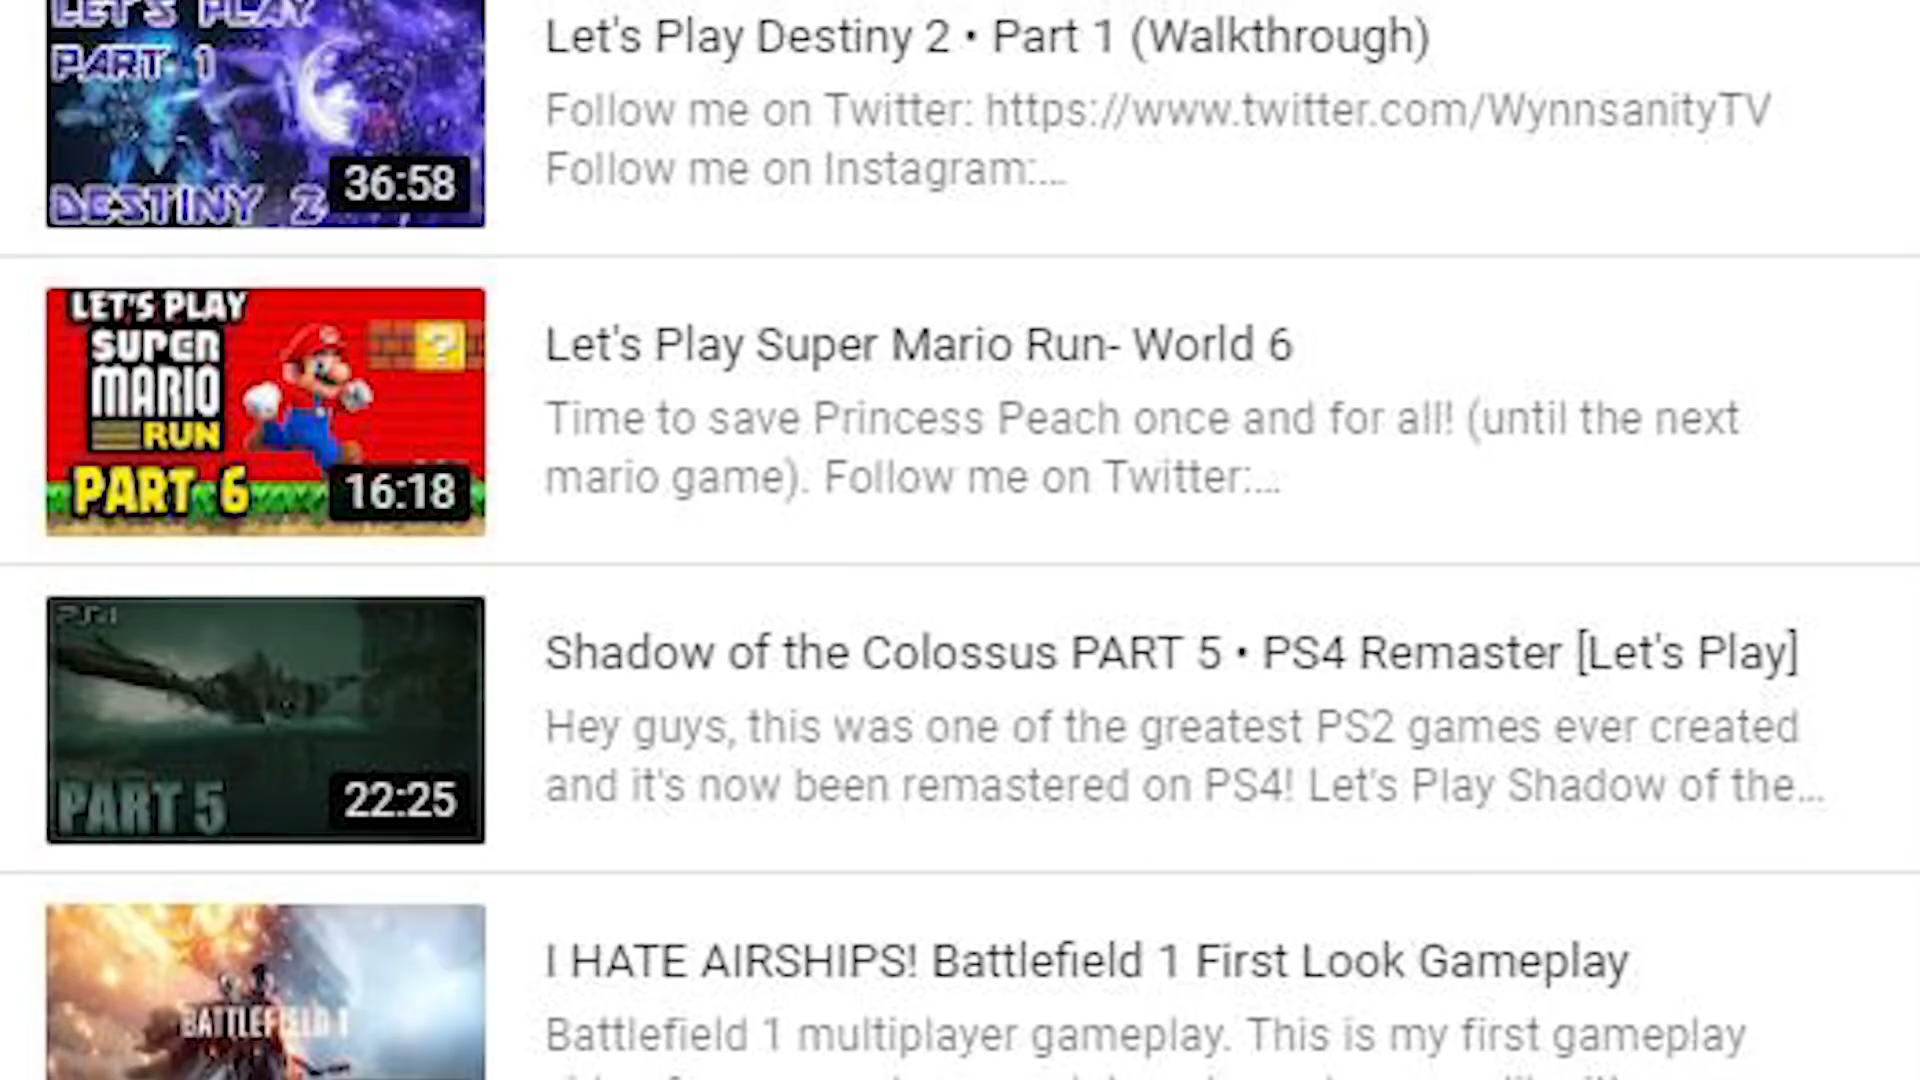 LET'S PLAY
PART 1
DESTINY 2
36:58
Let's Play Destiny 2 • Part 1 (Walkthrough)
Follow me on Twitter: https://www.twitter.com/WynnsanityTV
Follow me on Instagram:...
LET'S PLAY
SUPER
MARIO
RUN
PART 6
16:18
Let's Play Super Mario Run- World 6
Time to save Princess Peach once and for all! (until the next
mario game). Follow me on Twitter:...
PS4
PART 5
22:25
Shadow of the Colossus PART 5 • PS4 Remaster [Let's Play]
Hey guys, this was one of the greatest PS2 games ever created
and it's now been remastered on PS4! Let's Play Shadow of the...
BATTLEFIELD 1
I HATE AIRSHIPS! Battlefield 1 First Look Gameplay
Battlefield 1 multiplayer gameplay. This is my first gameplay